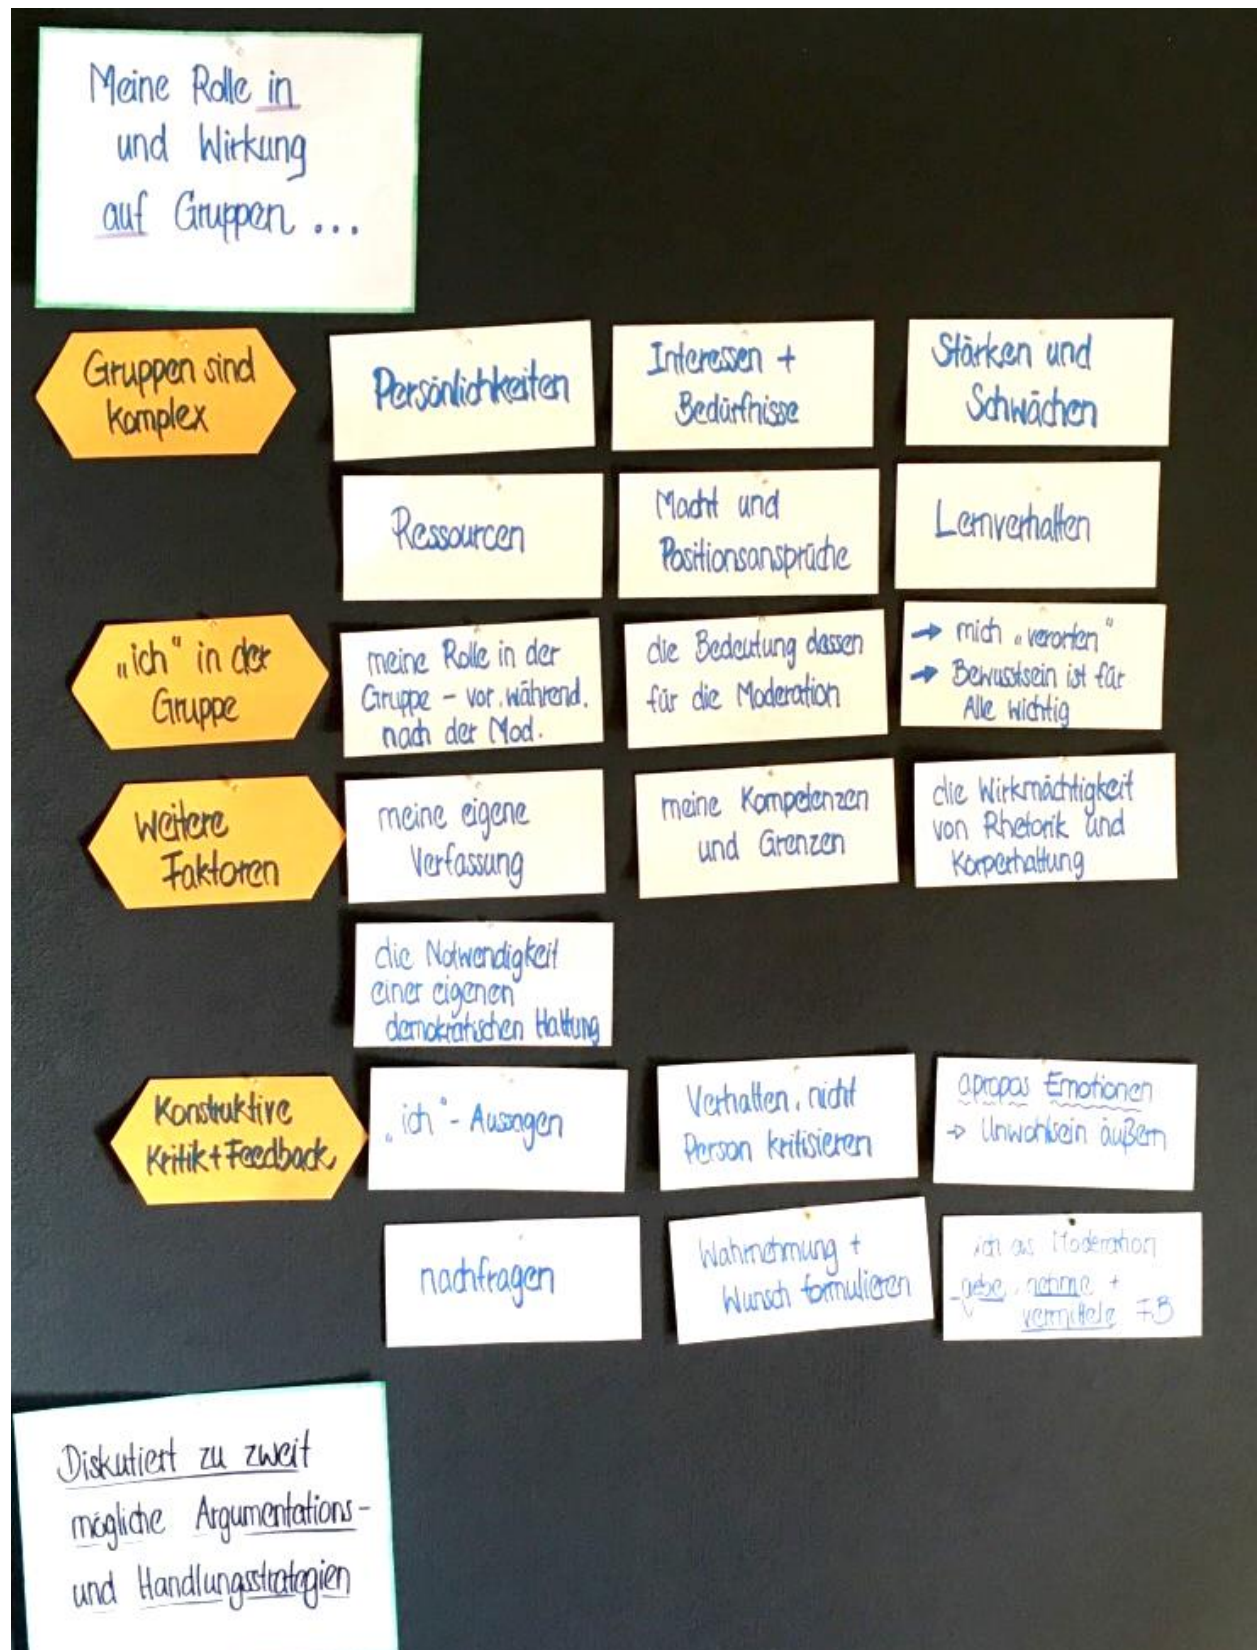 Meine Rolle in
und Wirkung
auf Gruppen ...
Gruppen sind
komplex
Persönlichkeiten
Interessen +
Bedürfnisse
Stärken und
Schwächen
Ressourcen
Macht und
Positionsansprüche
Lernverhalten
„ich“ in der
Gruppe
meine Rolle in der
Gruppe - vor, während,
nach der Mod.
die Bedeutung dessen
für die Moderation
→ mich „verorten“
→ Bewusstsein ist für
Alle wichtig
Weitere
Faktoren
meine eigene
Verfassung
meine Kompetenzen
und Grenzen
die Wirkmächtigkeit
von Rhetorik und
Körperhaltung
die Notwendigkeit
einer eigenen
demokratischen Haltung
Konstruktive
Kritik + Feedback
„ich“ - Aussagen
Verhalten, nicht
Person kritisieren
apropos Emotionen
→ Unwohlsein äußern
nachfragen
Wahrnehmung +
Wunsch formulieren
ich als Moderation
- gebe, nehme +
vermittele FB
Diskutiert zu zweit
mögliche Argumentations-
und Handlungsstrategien